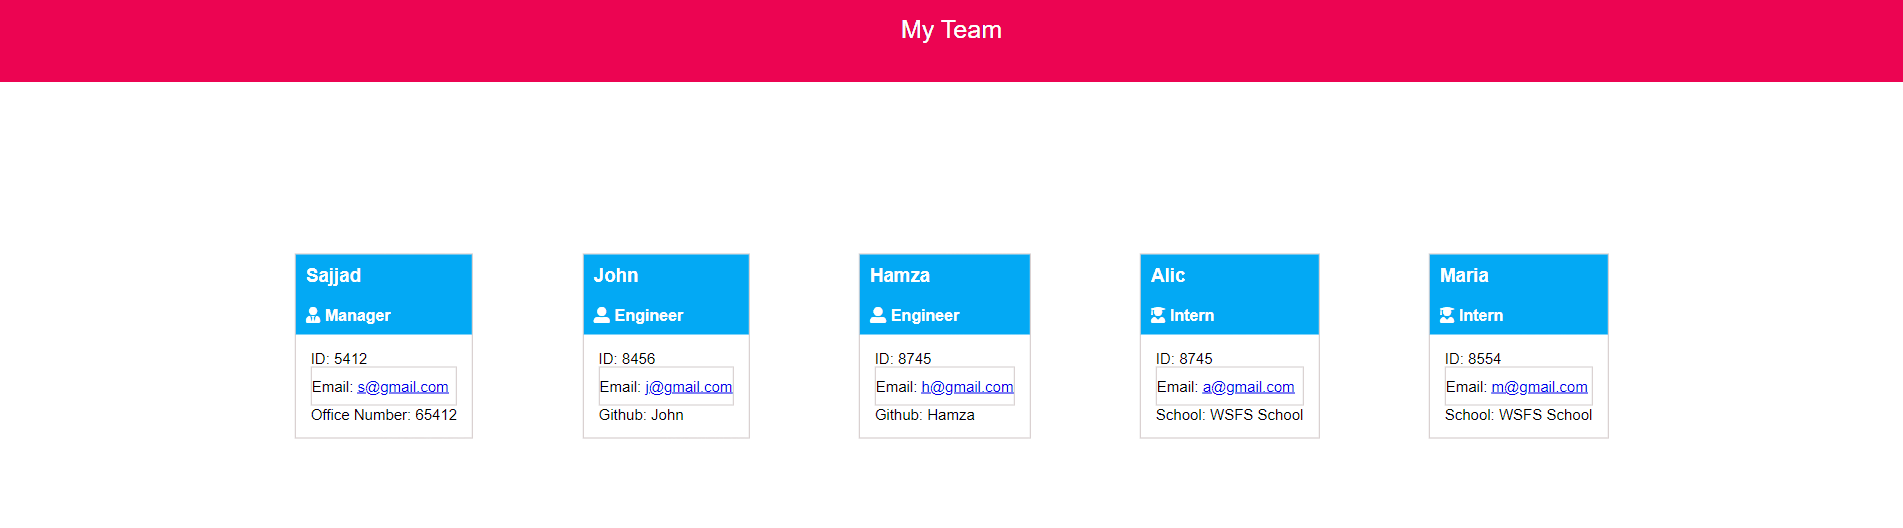 My Team
Sajjad
Manager
ID: 5412
Email: s@gmail.com
Office Number: 65412
John
Engineer
ID: 8456
Email: j@gmail.com
Github: John
Hamza
Engineer
ID: 8745
Email: h@gmail.com
Github: Hamza
Alic
Intern
ID: 8745
Email: a@gmail.com
School: WSFS School
Maria
Intern
ID: 8554
Email: m@gmail.com
School: WSFS School